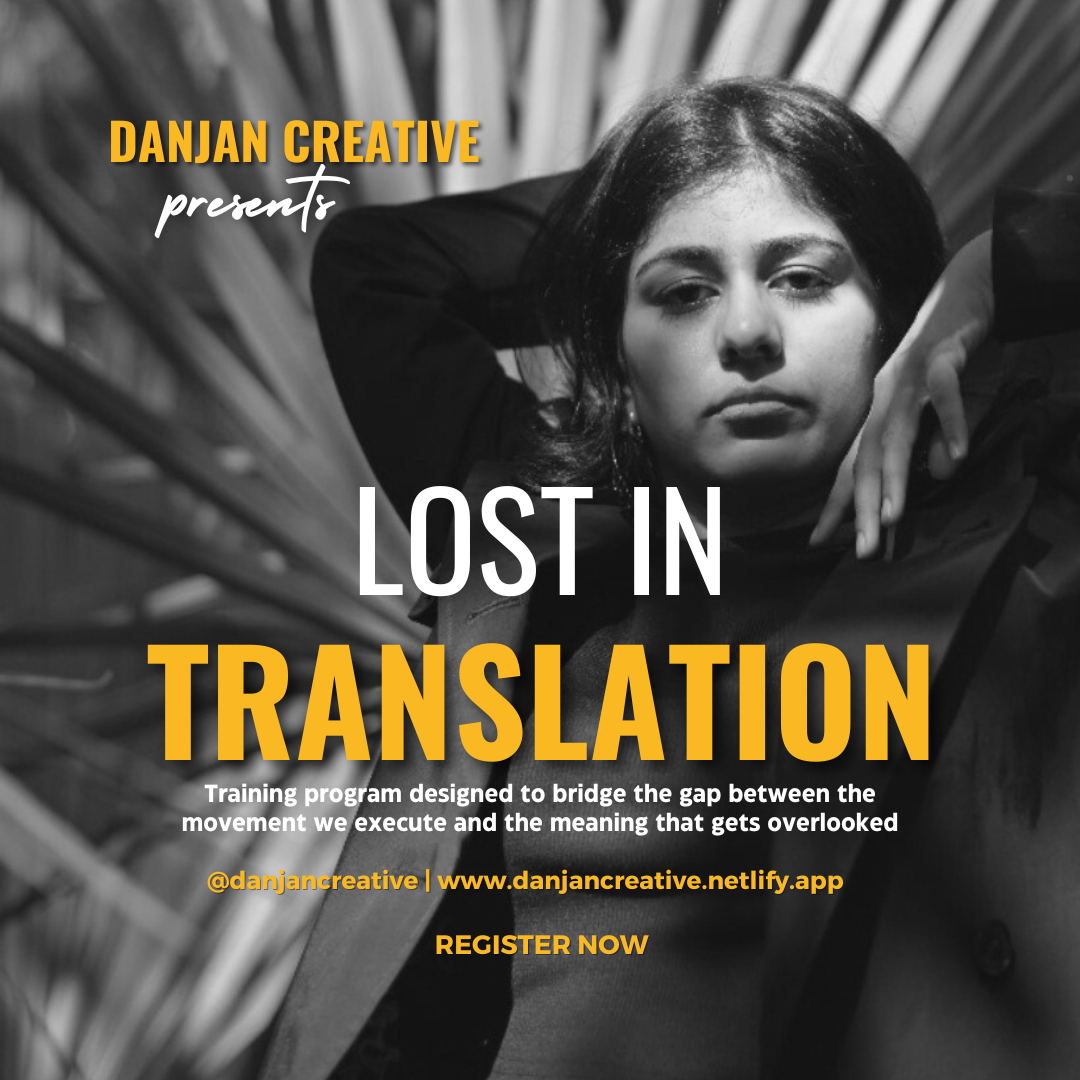 DANJAN CREATIVE
presents
LOST IN
TRANSLATION
Training program designed to bridge the gap between the
movement we execute and the meaning that gets overlooked
@danjancreative | www.danjancreative.netlify.app
REGISTER NOW